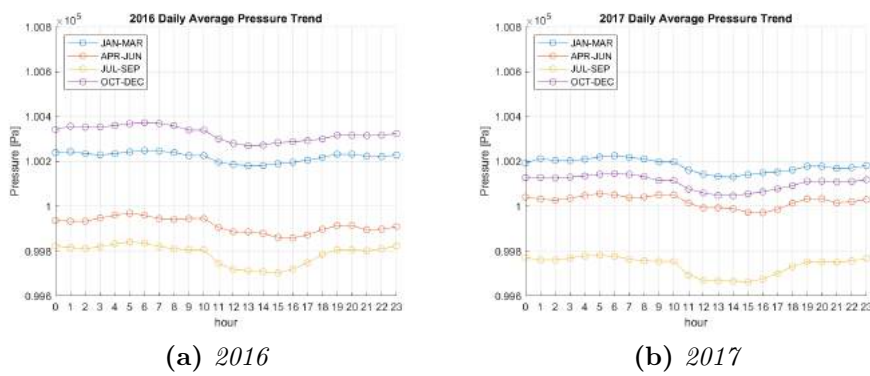 2016 Daily Average Pressure Trend
×10⁵
1.008
1.006
1.004
1.002
1
0.998
0.996
Pressure [Pa]
JAN-MAR
APR-JUN
JUL-SEP
OCT-DEC
0 1 2 3 4 5 6 7 8 9 10 11 12 13 14 15 16 17 18 19 20 21 22 23
hour
(a) 2016
2017 Daily Average Pressure Trend
×10⁵
1.008
1.006
1.004
1.002
1
0.998
0.996
Pressure [Pa]
JAN-MAR
APR-JUN
JUL-SEP
OCT-DEC
0 1 2 3 4 5 6 7 8 9 10 11 12 13 14 15 16 17 18 19 20 21 22 23
hour
(b) 2017